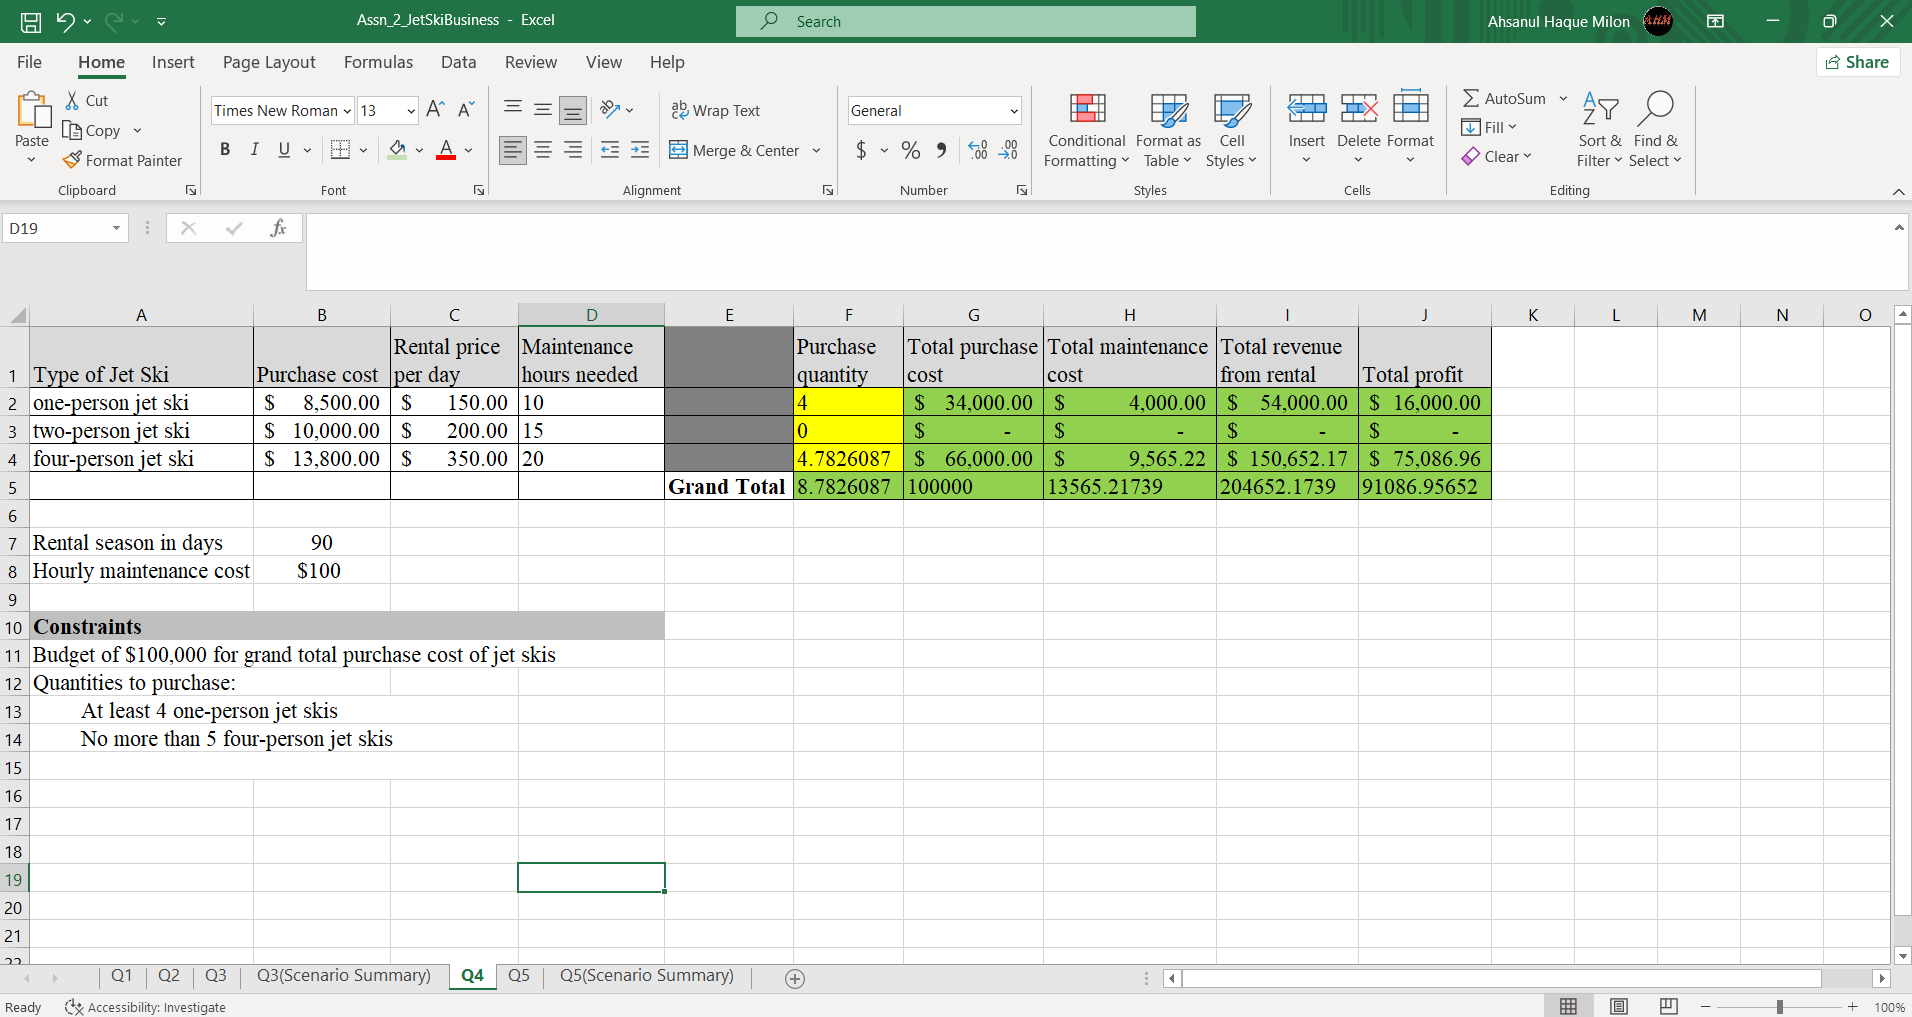 Assn_2_JetSkiBusiness - Excel
Search
Ahsanul Haque Milon
File Home Insert Page Layout Formulas Data Review View Help
Share
Paste
Cut
Copy
Format Painter
Clipboard
Times New Roman 13
B I U
Font
Wrap Text
Merge & Center
Alignment
General
$ % 9
Number
Conditional Formatting
Format as Table
Cell Styles
Styles
Insert Delete Format
Cells
AutoSum
Fill
Clear
Sort & Filter
Find & Select
Editing
D19
fx
A B C D E F G H I J K L M N O
1 Type of Jet Ski Purchase cost Rental price per day Maintenance hours needed Purchase quantity Total purchase cost Total maintenance cost Total revenue from rental Total profit
2 one-person jet ski $ 8,500.00 $ 150.00 10 4 $ 34,000.00 $ 4,000.00 $ 54,000.00 $ 16,000.00
3 two-person jet ski $ 10,000.00 $ 200.00 15 0 $ - $ - $ - $ -
4 four-person jet ski $ 13,800.00 $ 350.00 20 4.7826087 $ 66,000.00 $ 9,565.22 $ 150,652.17 $ 75,086.96
5 Grand Total 8.7826087 100000 13565.21739 204652.1739 91086.95652
6
7 Rental season in days 90
8 Hourly maintenance cost $100
9
10 Constraints
11 Budget of $100,000 for grand total purchase cost of jet skis
12 Quantities to purchase:
13 At least 4 one-person jet skis
14 No more than 5 four-person jet skis
15
16
17
18
19
20
21
22
Q1 Q2 Q3 Q3(Scenario Summary) Q4 Q5 Q5(Scenario Summary)
Ready Accessibility: Investigate 100%